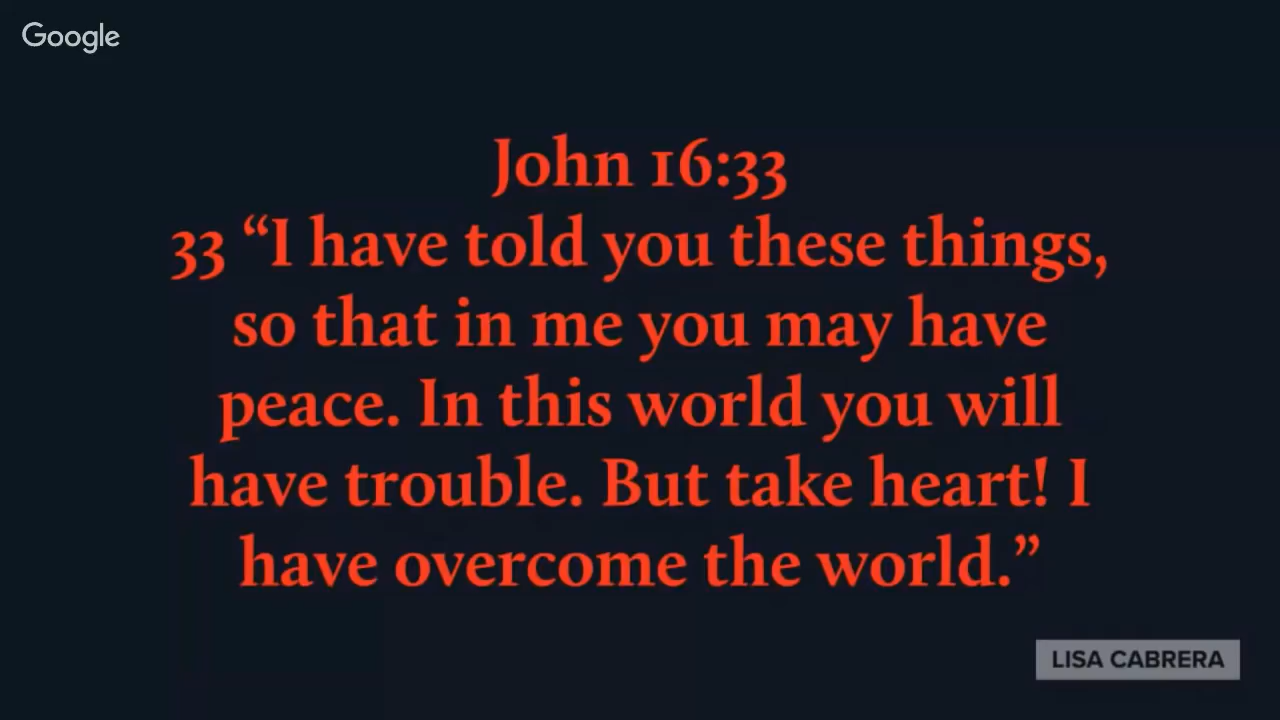 Google
John 16:33
33 “I have told you these things,
so that in me you may have
peace. In this world you will
have trouble. But take heart! I
have overcome the world.”
LISA CABRERA